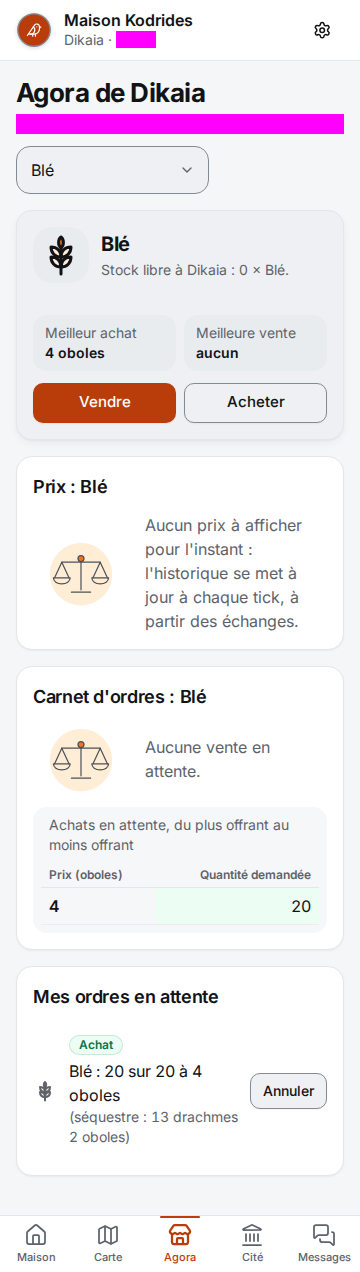 Maison Kodrides
Dikaia ·
Agora de Dikaia
Blé
Blé
Stock libre à Dikaia : 0 × Blé.
Meilleur achat
4 oboles
Meilleure vente
aucun
Vendre
Acheter
Prix : Blé
Aucun prix à afficher
pour l'instant :
l'historique se met à
jour à chaque tick, à
partir des échanges.
Carnet d'ordres : Blé
Aucune vente en
attente.
Achats en attente, du plus offrant au
moins offrant
Prix (oboles) Quantité demandée
4 20
Mes ordres en attente
Achat
Blé : 20 sur 20 à 4
oboles
(séquestre : 13 drachmes
2 oboles)
Annuler
Maison Carte Agora Cité Messages